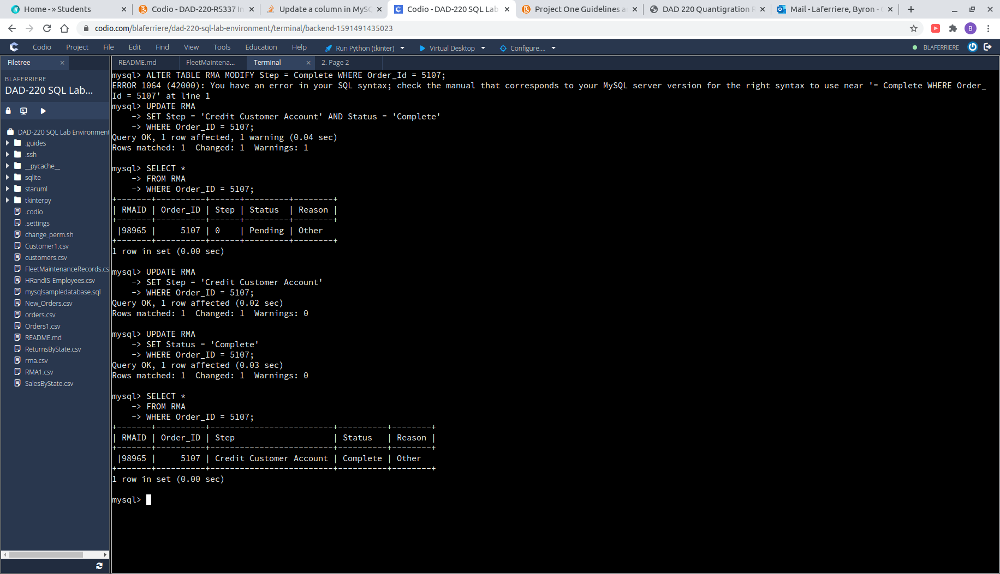 Home - » Students
Codio - DAD-220-R5337 In
Update a column in MySQ
Codio - DAD-220 SQL Lab
Project One Guidelines a
DAD 220 Quantigration R
Mail - Laferriere, Byron -
codio.com/blaferriere/dad-220-sql-lab-environment/terminal/backend-1591491435023
B
Codio Project File Edit Find View Tools Education Help Run Python (tkinter) Virtual Desktop Configure.... BLAFERRIERE
Filetree
README.md FleetMaintena... Terminal 2. Page 2
BLAFERRIERE
DAD-220 SQL Lab...
DAD-220 SQL Lab Environment
.guides
.ssh
__pycache__
sqlite
staruml
tkinterpy
.codio
.settings
change_perm.sh
Customer1.csv
customers.csv
FleetMaintenanceRecords.cs
HRandIS-Employees.csv
mysqlsampledatabase.sql
New_Orders.csv
orders.csv
Orders1.csv
README.md
ReturnsByState.csv
rma.csv
RMA1.csv
SalesByState.csv
mysql> ALTER TABLE RMA MODIFY Step = Complete WHERE Order_Id = 5107;
ERROR 1064 (42000): You have an error in your SQL syntax; check the manual that corresponds to your MySQL server version for the right syntax to use near '= Complete WHERE Order_
Id = 5107' at line 1
mysql> UPDATE RMA
    -> SET Step = 'Credit Customer Account' AND Status = 'Complete'
    -> WHERE Order_ID = 5107;
Query OK, 1 row affected, 1 warning (0.04 sec)
Rows matched: 1  Changed: 1  Warnings: 1
mysql> SELECT *
    -> FROM RMA
    -> WHERE Order_ID = 5107;
+-------+----------+------+---------+--------+
| RMAID | Order_ID | Step | Status  | Reason |
+-------+----------+------+---------+--------+
 |98965 |     5107 | 0    | Pending | Other
+-------+----------+------+---------+--------+
1 row in set (0.00 sec)
mysql> UPDATE RMA
    -> SET Step = 'Credit Customer Account'
    -> WHERE Order_ID = 5107;
Query OK, 1 row affected (0.02 sec)
Rows matched: 1  Changed: 1  Warnings: 0
mysql> UPDATE RMA
    -> SET Status = 'Complete'
    -> WHERE Order_ID = 5107;
Query OK, 1 row affected (0.03 sec)
Rows matched: 1  Changed: 1  Warnings: 0
mysql> SELECT *
    -> FROM RMA
    -> WHERE Order_ID = 5107;
+-------+----------+-------------------------+----------+--------+
| RMAID | Order_ID | Step                    | Status   | Reason |
+-------+----------+-------------------------+----------+--------+
 |98965 |     5107 | Credit Customer Account | Complete | Other
+-------+----------+-------------------------+----------+--------+
1 row in set (0.00 sec)
mysql>